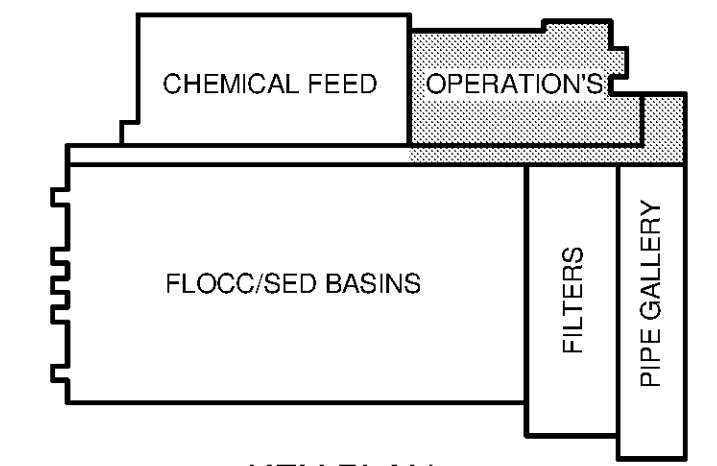 CHEMICAL FEED
OPERATION'S
FLOCC/SED BASINS
FILTERS
PIPE GALLERY